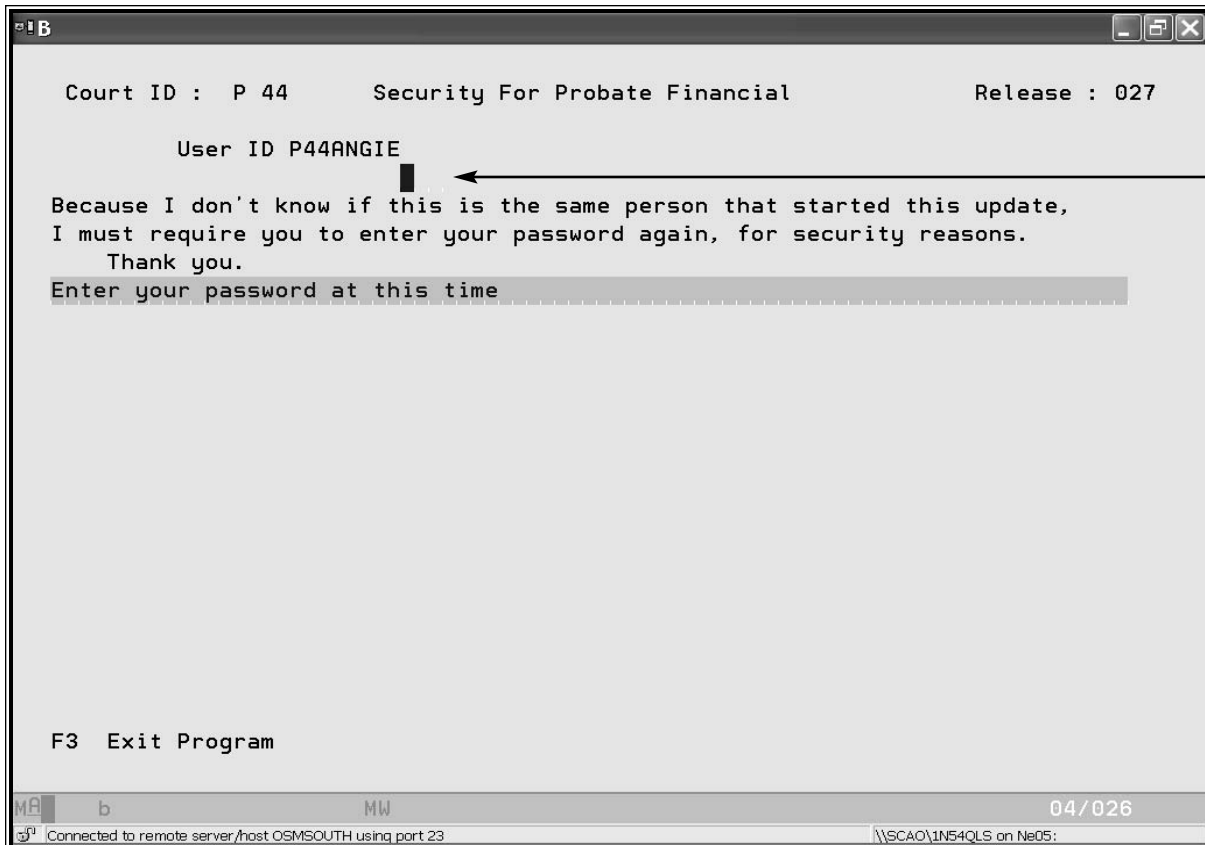 B
Court ID : P 44 Security For Probate Financial Release : 027
User ID P44ANGIE
Because I don't know if this is the same person that started this update,
I must require you to enter your password again, for security reasons.
Thank you.
Enter your password at this time
F3 Exit Program
MA b MW 04/026
Connected to remote server/host OSMSOUTH using port 23 \\SCAO\1N54QLS on Ne05: